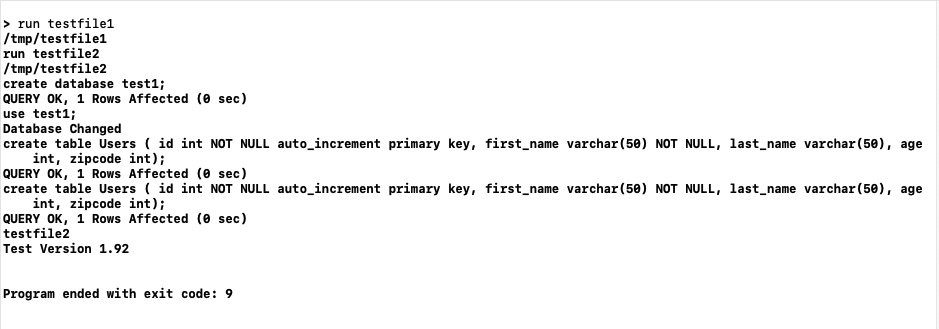 > run testfile1
/tmp/testfile1
run testfile2
/tmp/testfile2
create database test1;
QUERY OK, 1 Rows Affected (0 sec)
use test1;
Database Changed
create table Users ( id int NOT NULL auto_increment primary key, first_name varchar(50) NOT NULL, last_name varchar(50), age
int, zipcode int);
QUERY OK, 1 Rows Affected (0 sec)
create table Users ( id int NOT NULL auto_increment primary key, first_name varchar(50) NOT NULL, last_name varchar(50), age
int, zipcode int);
QUERY OK, 1 Rows Affected (0 sec)
testfile2
Test Version 1.92
Program ended with exit code: 9